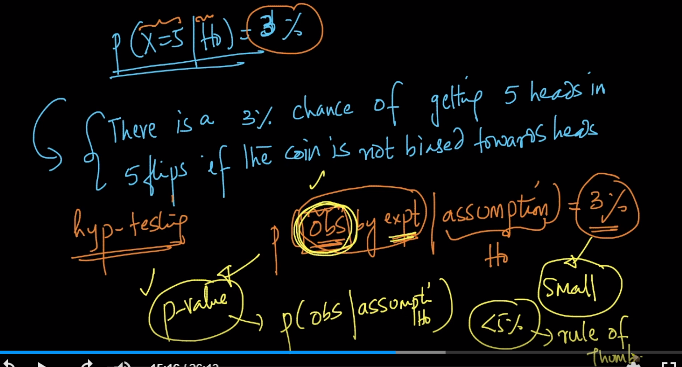 P(X=5|H0) = 3%
There is a 3% chance of getting 5 heads in
5 flips if the coin is not biased towards heads
hyp-testing
P(obs by expt | assumption) = 3%
H0
small
p-value → P(obs | assumptn H0)
<5% → rule of
Thumb